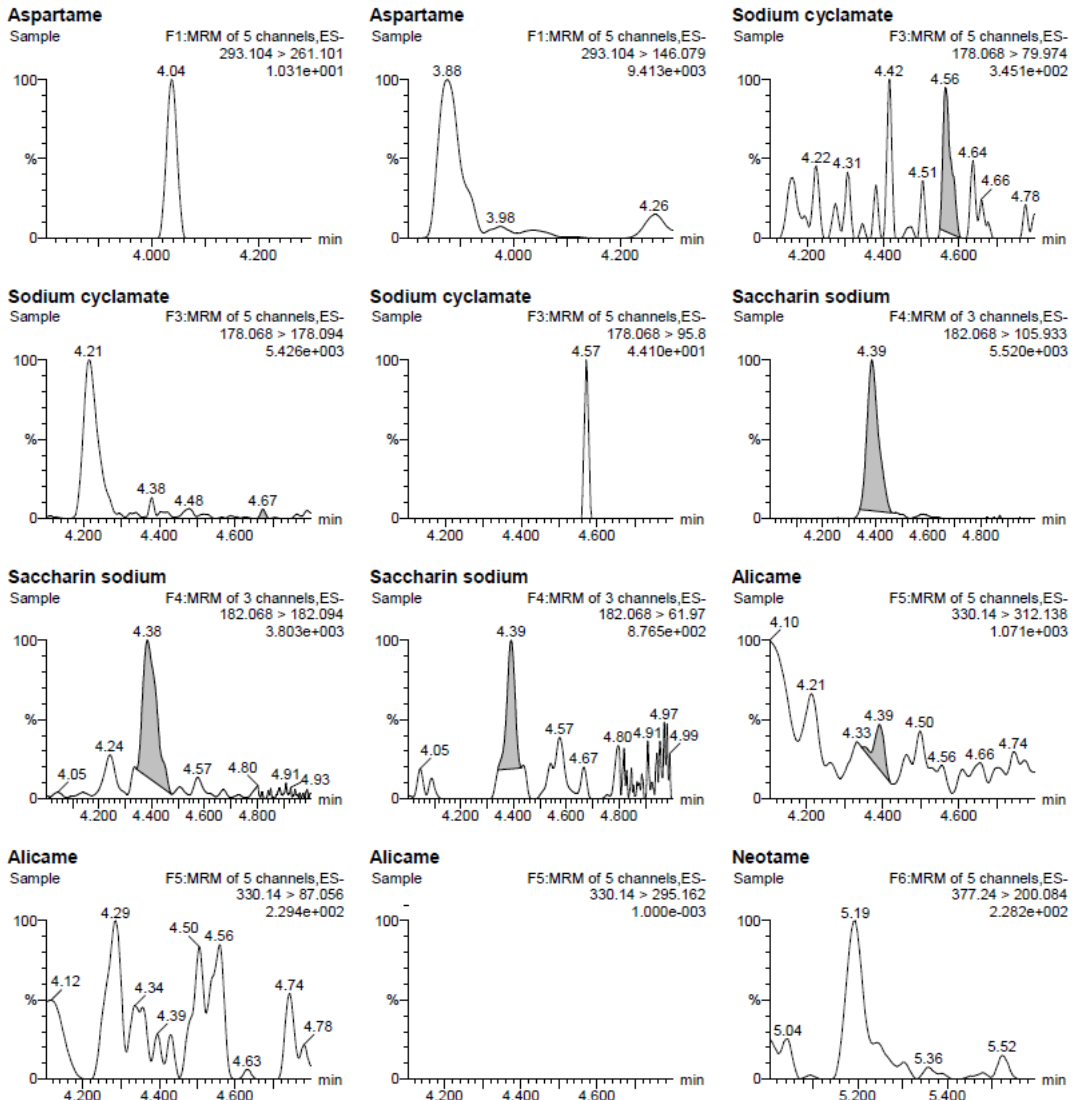 Aspartame
Sample F1:MRM of 5 channels,ES-
293.104 > 261.101
1.031e+001
4.04
100
%
0
4.000 4.200 min
Aspartame
Sample F1:MRM of 5 channels,ES-
293.104 > 146.079
9.413e+003
3.88
100
%
3.98 4.26
0
4.000 4.200 min
Sodium cyclamate
Sample F3:MRM of 5 channels,ES-
178.068 > 79.974
3.451e+002
4.42 4.56
100
%
4.22 4.31 4.51 4.64 4.66 4.78
0
4.200 4.400 4.600 min
Sodium cyclamate
Sample F3:MRM of 5 channels,ES-
178.068 > 178.094
5.426e+003
4.21
100
%
4.38 4.48 4.67
0
4.200 4.400 4.600 min
Sodium cyclamate
Sample F3:MRM of 5 channels,ES-
178.068 > 95.8
4.410e+001
4.57
100
%
0
4.200 4.400 4.600 min
Saccharin sodium
Sample F4:MRM of 3 channels,ES-
182.068 > 105.933
5.520e+003
4.39
100
%
0
4.200 4.400 4.600 4.800 min
Saccharin sodium
Sample F4:MRM of 3 channels,ES-
182.068 > 182.094
3.803e+003
4.38
100
%
4.05 4.24 4.57 4.80 4.91 4.93
0
4.200 4.400 4.600 4.800 min
Saccharin sodium
Sample F4:MRM of 3 channels,ES-
182.068 > 61.97
8.765e+002
4.39
100
%
4.05 4.57 4.67 4.80 4.91 4.97 4.99
0
4.200 4.400 4.600 4.800 min
Alicame
Sample F5:MRM of 5 channels,ES-
330.14 > 312.138
1.071e+003
4.10
100
%
4.21 4.33 4.39 4.50 4.56 4.66 4.74
0
4.200 4.400 4.600 min
Alicame
Sample F5:MRM of 5 channels,ES-
330.14 > 87.056
2.294e+002
4.29
100
%
4.12 4.34 4.39 4.50 4.56 4.63 4.74 4.78
0
4.200 4.400 4.600 min
Alicame
Sample F5:MRM of 5 channels,ES-
330.14 > 295.162
1.000e-003
100
%
0
4.200 4.400 4.600 min
Neotame
Sample F6:MRM of 5 channels,ES-
377.24 > 200.084
2.282e+002
5.19
100
%
5.04 5.36 5.52
0
5.200 5.400 min